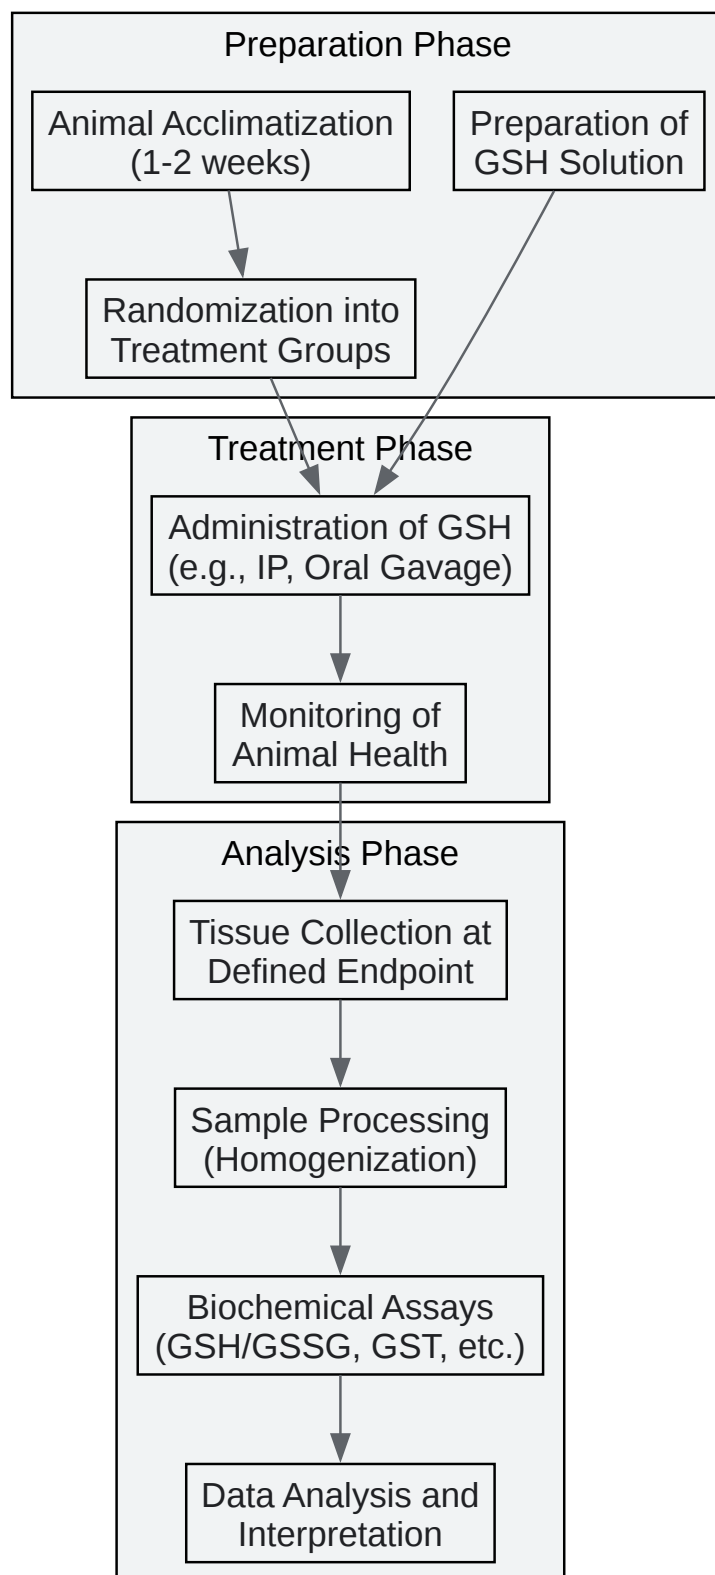 Preparation Phase
Animal Acclimatization
(1-2 weeks)
Preparation of
GSH Solution
Randomization into
Treatment Groups
Treatment Phase
Administration of GSH
(e.g., IP, Oral Gavage)
Monitoring of
Animal Health
Analysis Phase
Tissue Collection at
Defined Endpoint
Sample Processing
(Homogenization)
Biochemical Assays
(GSH/GSSG, GST, etc.)
Data Analysis and
Interpretation